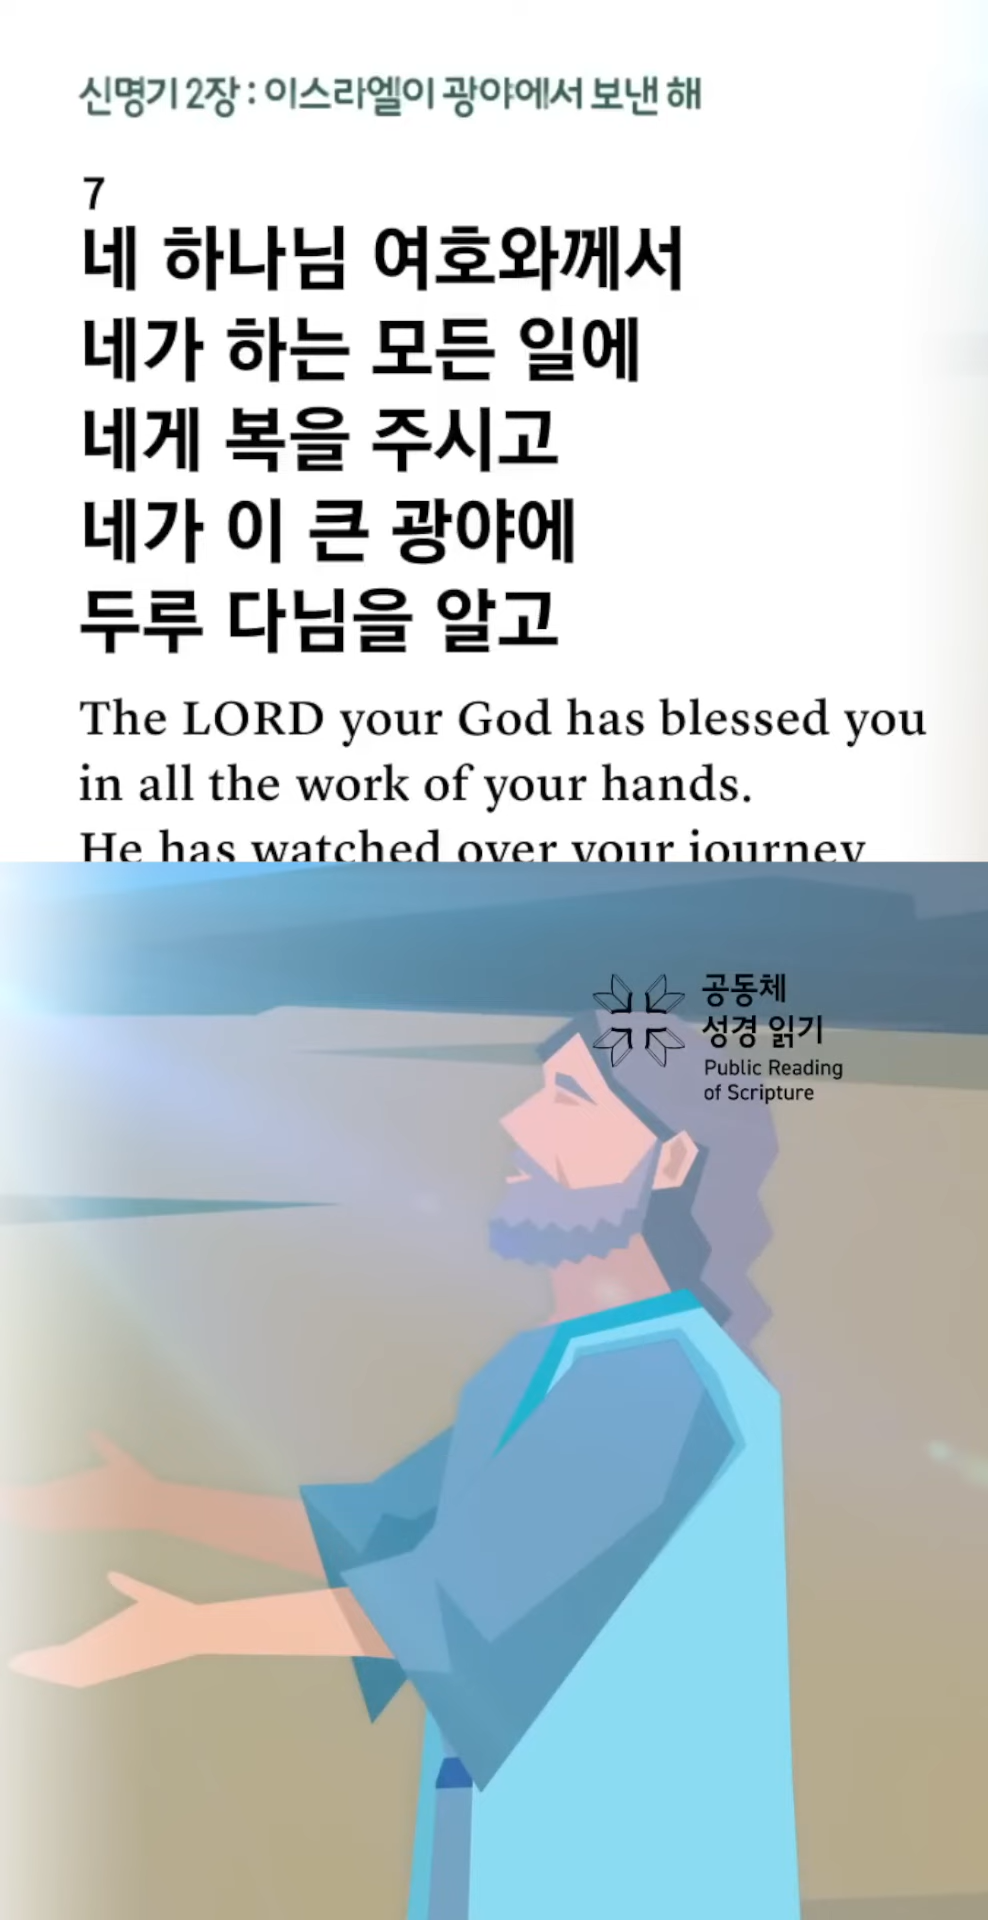 신명기 2장 : 이스라엘이 광야에서 보낸 해
7
네 하나님 여호와께서
네가 하는 모든 일에
네게 복을 주시고
네가 이 큰 광야에
두루 다님을 알고
The LORD your God has blessed you
in all the work of your hands.
He has watched over your journey
공동체
성경 읽기
Public Reading
of Scripture